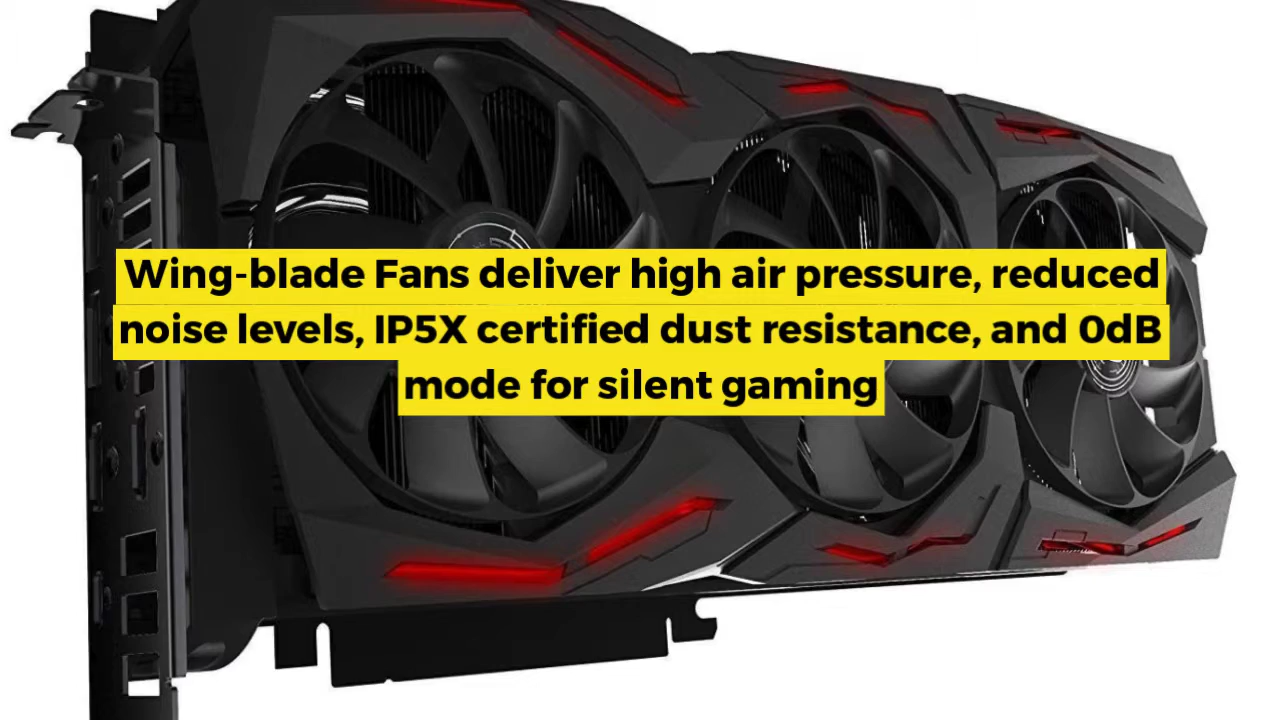 Wing-blade Fans deliver high air pressure, reduced
noise levels, IP5X certified dust resistance, and 0dB
mode for silent gaming